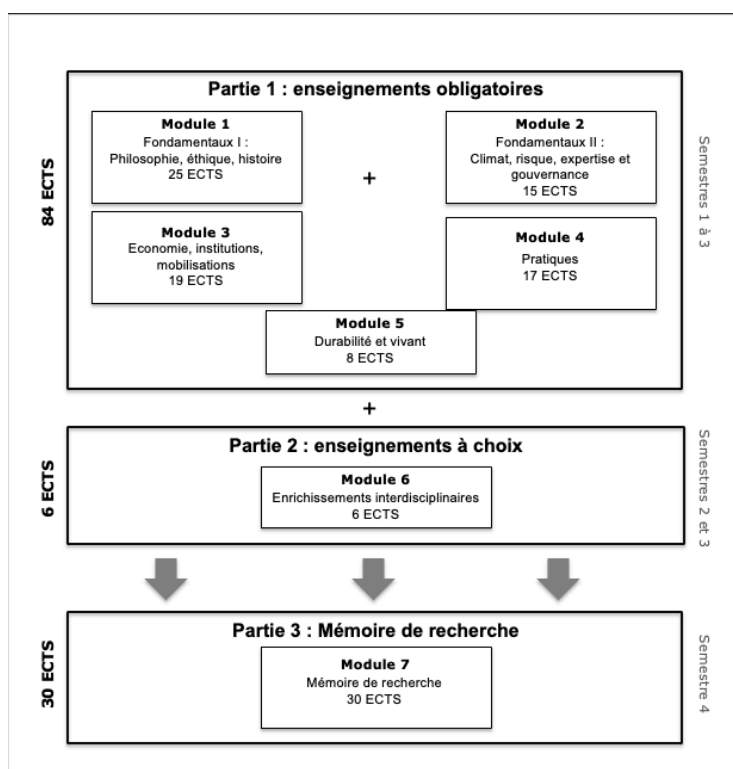 Partie 1 : enseignements obligatoires
84 ECTS
Semestres 1 à 3
Module 1
Fondamentaux I :
Philosophie, éthique, histoire
25 ECTS
+
Module 2
Fondamentaux II :
Climat, risque, expertise et
gouvernance
15 ECTS
Module 3
Economie, institutions,
mobilisations
19 ECTS
Module 4
Pratiques
17 ECTS
Module 5
Durabilité et vivant
8 ECTS
+
Partie 2 : enseignements à choix
6 ECTS
Semestres 2 et 3
Module 6
Enrichissements interdisciplinaires
6 ECTS
Partie 3 : Mémoire de recherche
30 ECTS
Semestre 4
Module 7
Mémoire de recherche
30 ECTS